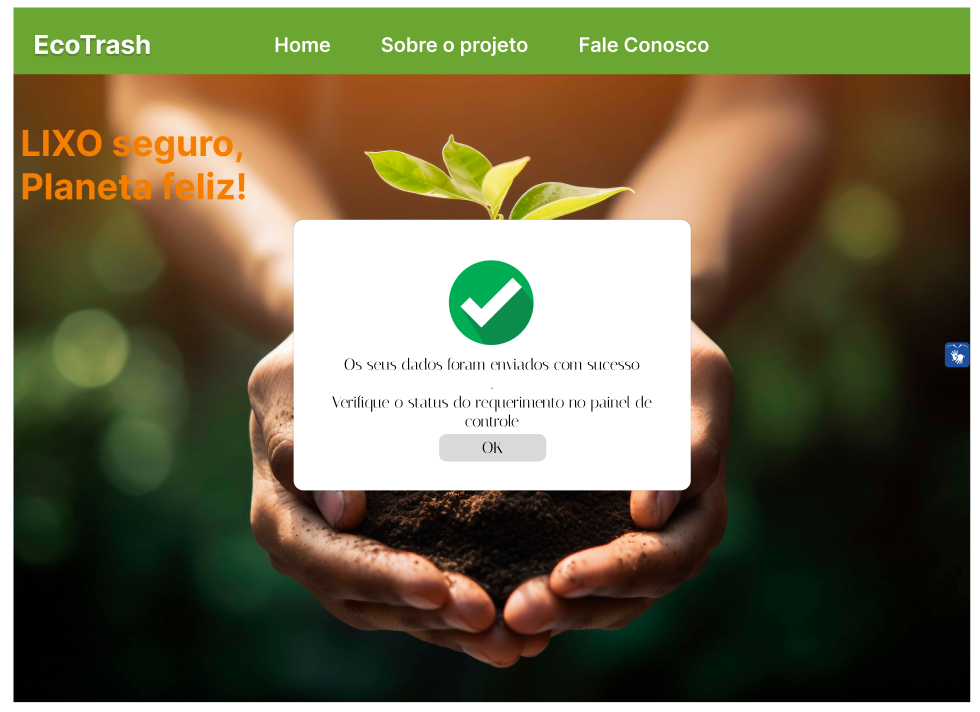 EcoTrash
Home
Sobre o projeto
Fale Conosco
LIXO seguro,
Planeta feliz!
Os seus dados foram enviados com sucesso
.
Verifique o status do requerimento no painel de
controle
OK